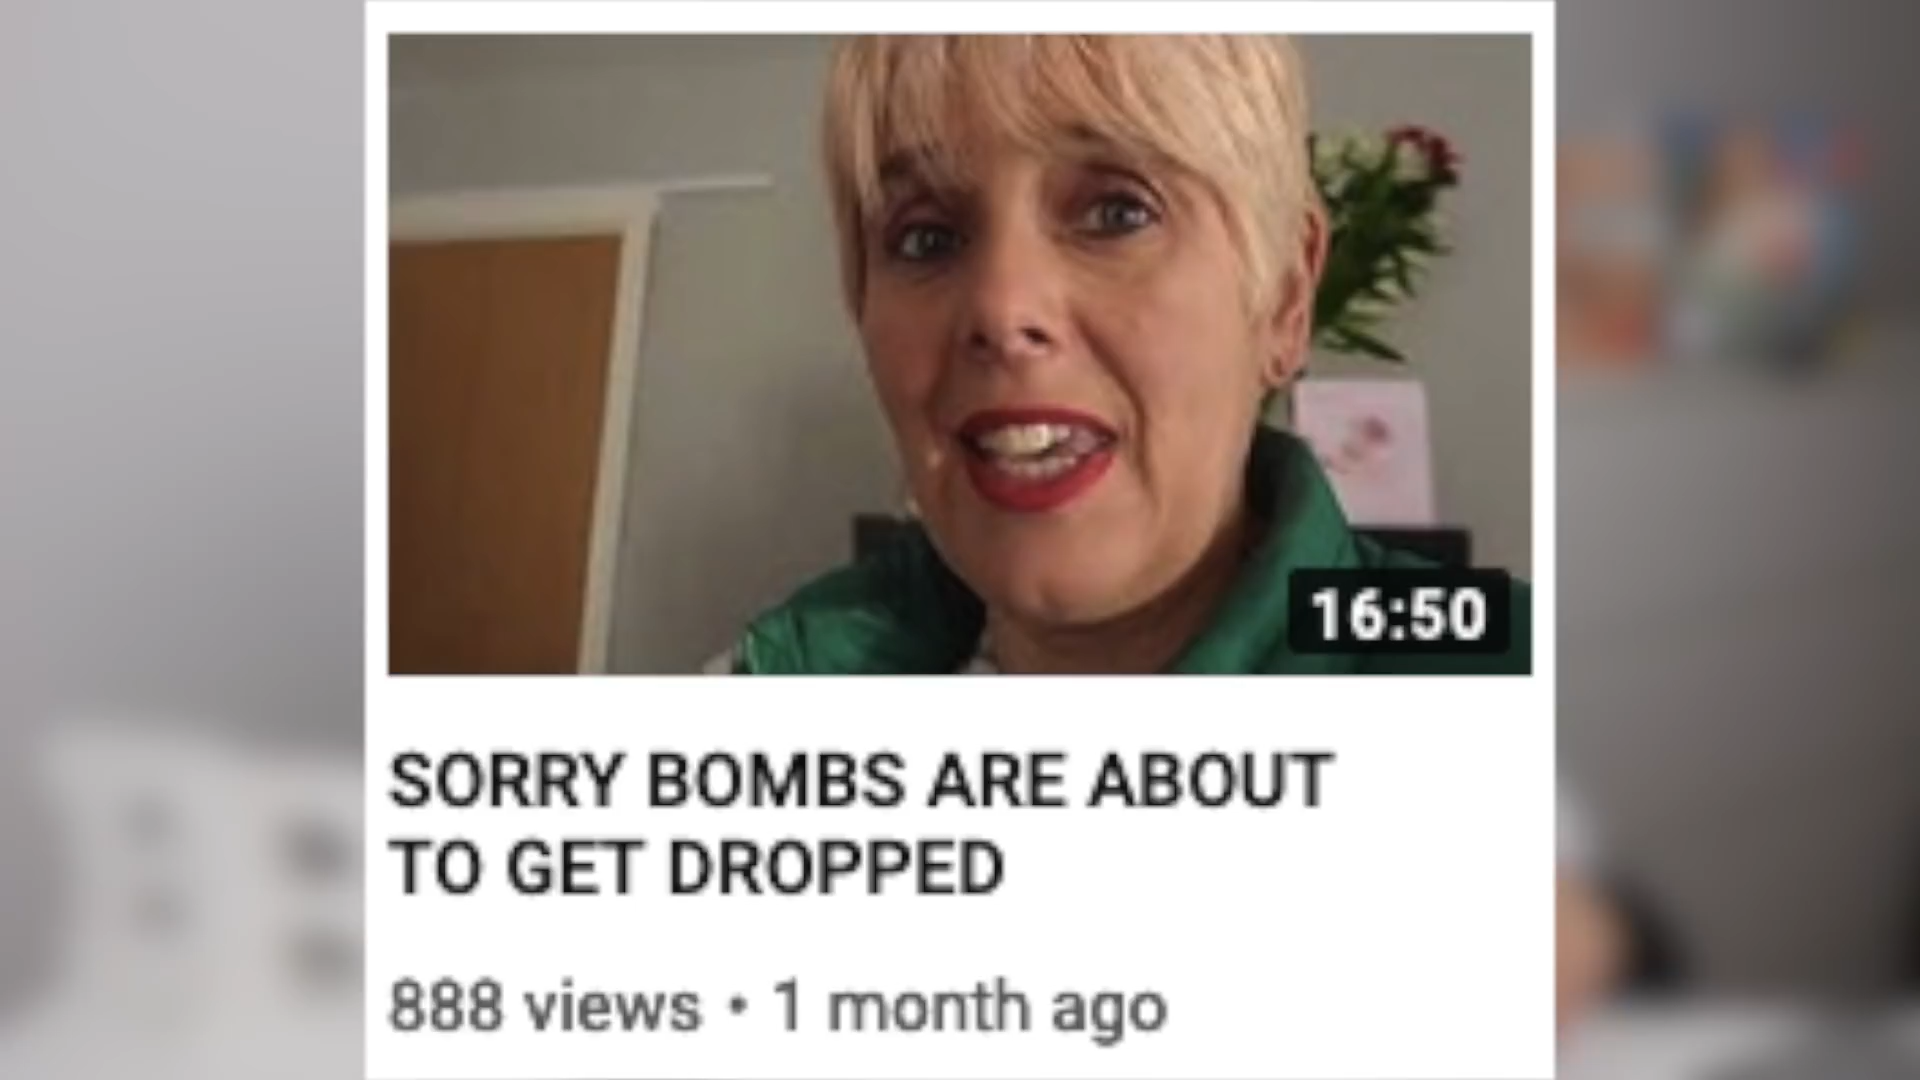 16:50
SORRY BOMBS ARE ABOUT
TO GET DROPPED
888 views • 1 month ago